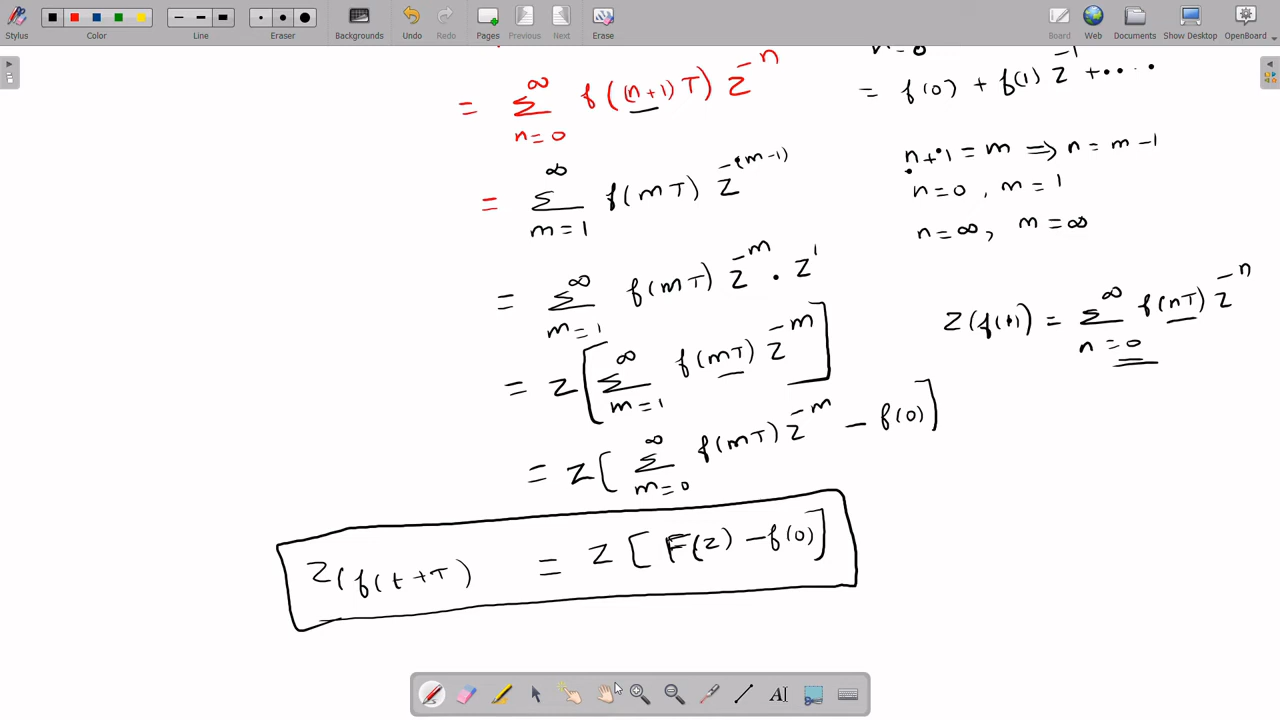 Stylus Color Line Eraser Backgrounds Undo Redo Pages Previous Next Erase Board Web Documents Show Desktop OpenBoard
n=0
= f(0) + f(1) z^{-1} + ....
= ∑_{n=0}^{∞} f((n+1)T) z^{-n}
n+1 = m ⇒ n = m-1
n=0, m=1
n=∞, m=∞
= ∑_{m=1}^{∞} f(mT) z^{-(m-1)}
= ∑_{m=1}^{∞} f(mT) z^{-m} · z^{1}
Z(f(t)) = ∑_{n=0}^{∞} f(nT) z^{-n}
= z [ ∑_{m=1}^{∞} f(mT) z^{-m} ]
= z [ ∑_{m=0}^{∞} f(mT) z^{-m} - f(0) ]
Z(f(t+T) = z [ F(z) - f(0) ]